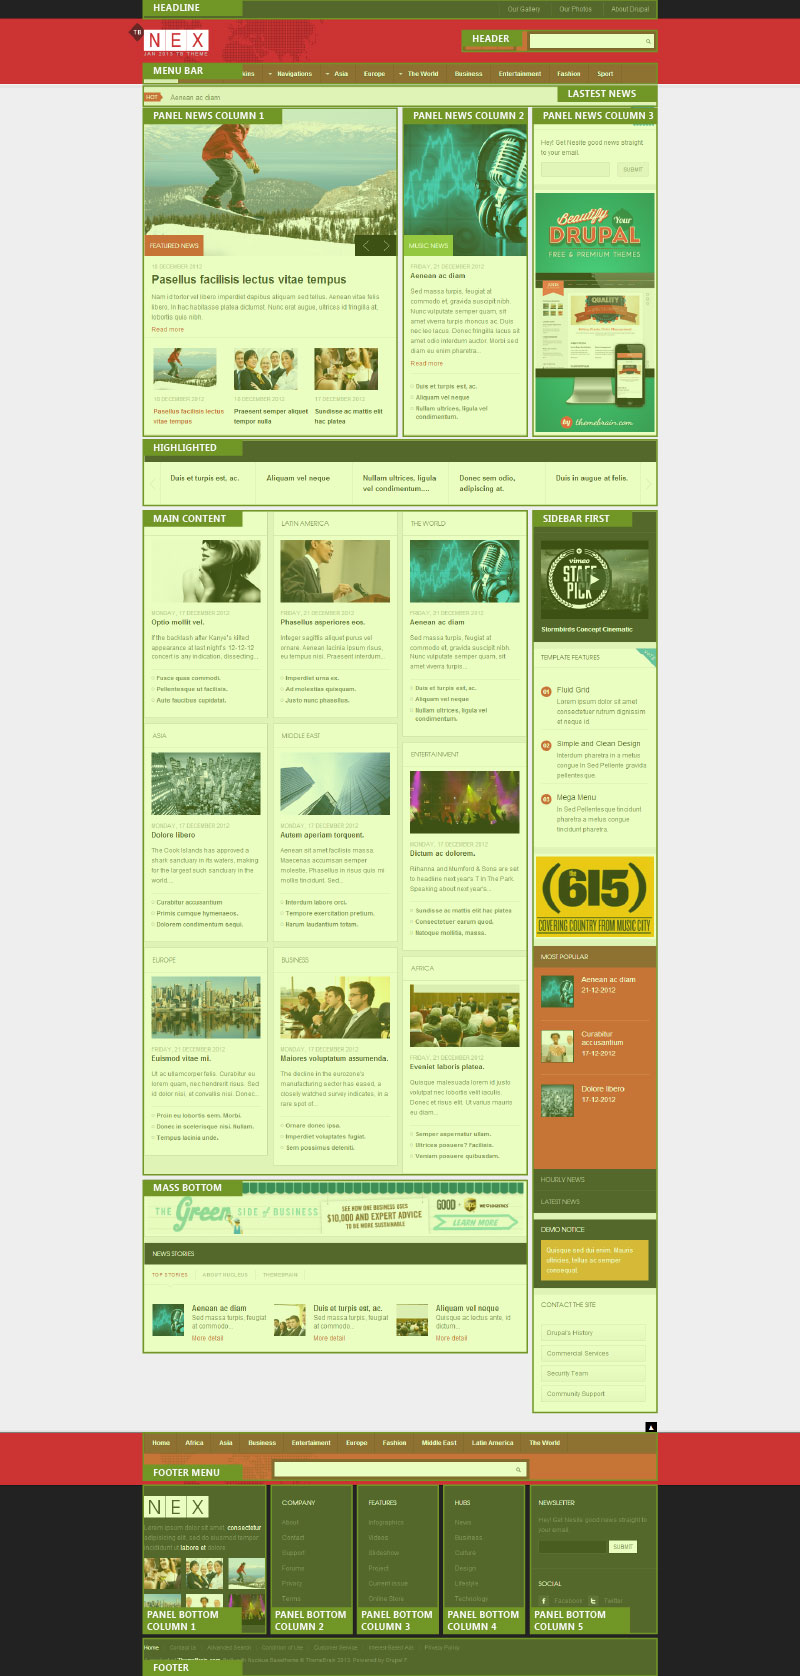 HEADLINE
Our Gallery
Our Photos
About Drupal
TB
NEX
JAN 2013 TB THEME
HEADER
MENU BAR
Navigations
Asia
Europe
The World
Business
Entertainment
Fashion
Sport
HOT
Aenean ac diam
LASTEST NEWS
PANEL NEWS COLUMN 1
FEATURED NEWS
Pasellus facilisis lectus vitae tempus
Nam id tortor vel libero imperdiet dapibus aliquam sed tellus. Aenean vitae felis
libero. In hac habitasse platea dictumst. Nunc erat augue, ultrices id fringilla at,
lobortis quis nibh.
Read more
10 DECEMBER 2012
Pasellus facilisis lectus
vitae tempus
10 DECEMBER 2012
Praesent semper aliquet
tempor nulla
17 DECEMBER 2012
Sundisse ac mattis elit
hac platea
PANEL NEWS COLUMN 2
MUSIC NEWS
FRIDAY, 21 DECEMBER 2012
Aenean ac diam
Sed massa turpis, feugiat at
commodo et, gravida suscipit nibh.
Nunc vulputate semper quam, sit
amet viverra turpis rhoncus ac. Duis
nec leo lacus. Donec fringilla lacus sit
amet odio interdum auctor. Morbi sed
diam eu enim pharetra...
Read more
Duis et turpis est, ac.
Aliquam vel neque
Nullam ultrices, ligula vel
condimentum.
PANEL NEWS COLUMN 3
Hey! Get Nesite good news straight
to your email.
SUBMIT
Beautify Your
DRUPAL
FREE & PREMIUM THEMES
QUALITY
by themebrain.com
HIGHLIGHTED
Duis et turpis est, ac.
Aliquam vel neque
Nullam ultrices, ligula
vel condimentum....
Donec sem odio,
adipiscing at.
Duis in augue at felis.
MAIN CONTENT
MONDAY, 17 DECEMBER 2012
Optio mollit vel.
If the backlash after Kanye's kilted
appearance at last night's 12-12-12
concert is any indication, dissecting...
Fusce quae commodi.
Pellentesque ut facilisis.
Aute faucibus cupidatat.
LATIN AMERICA
FRIDAY, 21 DECEMBER 2012
Phasellus asperiores eos.
Integer sagittis aliquet purus vel
ornare. Aenean lacinia ipsum risus,
eu tempus nisi. Praesent interdum...
Imperdiet urna ex.
Ad molestias quisquam.
Justo nunc phasellus.
THE WORLD
FRIDAY, 21 DECEMBER 2012
Aenean ac diam
Sed massa turpis, feugiat at
commodo et, gravida suscipit nibh.
Nunc vulputate semper quam, sit
amet viverra turpis...
Duis et turpis est, ac.
Aliquam vel neque
Nullam ultrices, ligula vel
condimentum.
ASIA
MONDAY, 17 DECEMBER 2012
Dolore libero
The Cook Islands has approved a
shark sanctuary in its waters, making
for the largest such sanctuary in the
world...
Curabitur accusantium
Primis cumque hymenaeos.
Dolorem condimentum sequi.
MIDDLE EAST
MONDAY, 17 DECEMBER 2012
Autem aperiam torquent.
Aenean sit amet facilisis massa.
Maecenas accumsan semper
molestie. Phasellus in risus quis mi
mollis tincidunt. Sed...
Interdum labore orci.
Tempore exercitation pretium.
Harum laudantium totam.
ENTERTAINMENT
MONDAY, 17 DECEMBER 2012
Dictum ac dolorem.
Rihanna and Mumford & Sons are set
to headline next year's T In The Park.
Speaking about next years...
Sundisse ac mattis elit hac platea
Consectetuer earum quod.
Natoque mollitia, massa.
EUROPE
FRIDAY, 21 DECEMBER 2012
Euismod vitae mi.
Ut ac ullamcorper felis. Curabitur eu
lorem quam, nec hendrerit risus. Sed
id dolor nisi, et convallis nisi. Donec...
Proin eu lobortis sem. Morbi.
Donec in scelerisque nisi. Nullam.
Tempus lacinia unde.
BUSINESS
MONDAY, 17 DECEMBER 2012
Maiores voluptatum assumenda.
The decline in the eurozone's
manufacturing sector has eased, a
closely watched survey indicates, in a
rare spot of...
Ornare donec ipsa.
Imperdiet voluptates fugiat.
Sem possimus deleniti.
AFRICA
FRIDAY, 21 DECEMBER 2012
Eveniet laboris platea.
Quisque malesuada lorem id justo
volutpat nec lobortis velit iaculis.
Donec et risus elit. Ut varius mauris
eu diam...
Semper aspernatur ullam.
Ultrices posuere? Facilisis.
Veniam posuere quibusdam.
SIDEBAR FIRST
vimeo
STAFF
PICK
Stormbirds Concept Cinematic
TEMPLATE FEATURES
01
Fluid Grid
Lorem ipsum dolor sit amet
consectetuer rutrum dignissim
et neque id.
02
Simple and Clean Design
Interdum pharetra in a metus
congue In Sed Pellente gravida
pellentesque.
03
Mega Menu
In Sed Pellentesque tincidunt
pharetra a metus congue
tincidunt pharetra.
the
(615)
COVERING COUNTRY FROM MUSIC CITY
MOST POPULAR
Aenean ac diam
21-12-2012
Curabitur
accusantium
17-12-2012
Dolore libero
17-12-2012
HOURLY NEWS
LATEST NEWS
DEMO NOTICE
Quisque sed dui enim. Mauris
ultricies, tellus ac semper
consequat
CONTACT THE SITE
Drupal's History
Commercial Services
Security Team
Community Support
MASS BOTTOM
THE Green SIDE of BUSINESS
SEE HOW ONE BUSINESS USES
$10,000 AND EXPERT ADVICE
TO BE MORE SUSTAINABLE
GOOD +
WE LOGISTICS
LEARN MORE
NEWS STORIES
TOP STORIES
ABOUT NUCLEUS
THEMEBRAIN
Aenean ac diam
Sed massa turpis, feugiat
at commodo...
More detail
Duis et turpis est, ac.
Sed massa turpis, feugiat
at commodo...
More detail
Aliquam vel neque
Quisque ac lectus ante, id
dictum...
More detail
Home
Africa
Asia
Business
Entertaiment
Europe
Fashion
Middle East
Latin America
The World
FOOTER MENU
NEX
Lorem ipsum dolor sit amet, consectetur
adipisicing elit, sed do eiusmod tempor
incididunt ut labore et dolore
PANEL BOTTOM
COLUMN 1
COMPANY
About
Contact
Support
Forums
Privacy
Terms
PANEL BOTTOM
COLUMN 2
FEATURES
Infographics
Videos
Slideshow
Project
Current Issue
Online Store
PANEL BOTTOM
COLUMN 3
HUBS
News
Business
Culture
Design
Lifestyle
Technology
PANEL BOTTOM
COLUMN 4
NEWSLETTER
Hey! Get Nesite good news straight to
your email.
SUBMIT
SOCIAL
Facebook
Twitter
PANEL BOTTOM
COLUMN 5
Home
Contact us
Advanced Search
Condition of Use
Customer Service
Interest-Based Ads
Privacy Policy
FOOTER